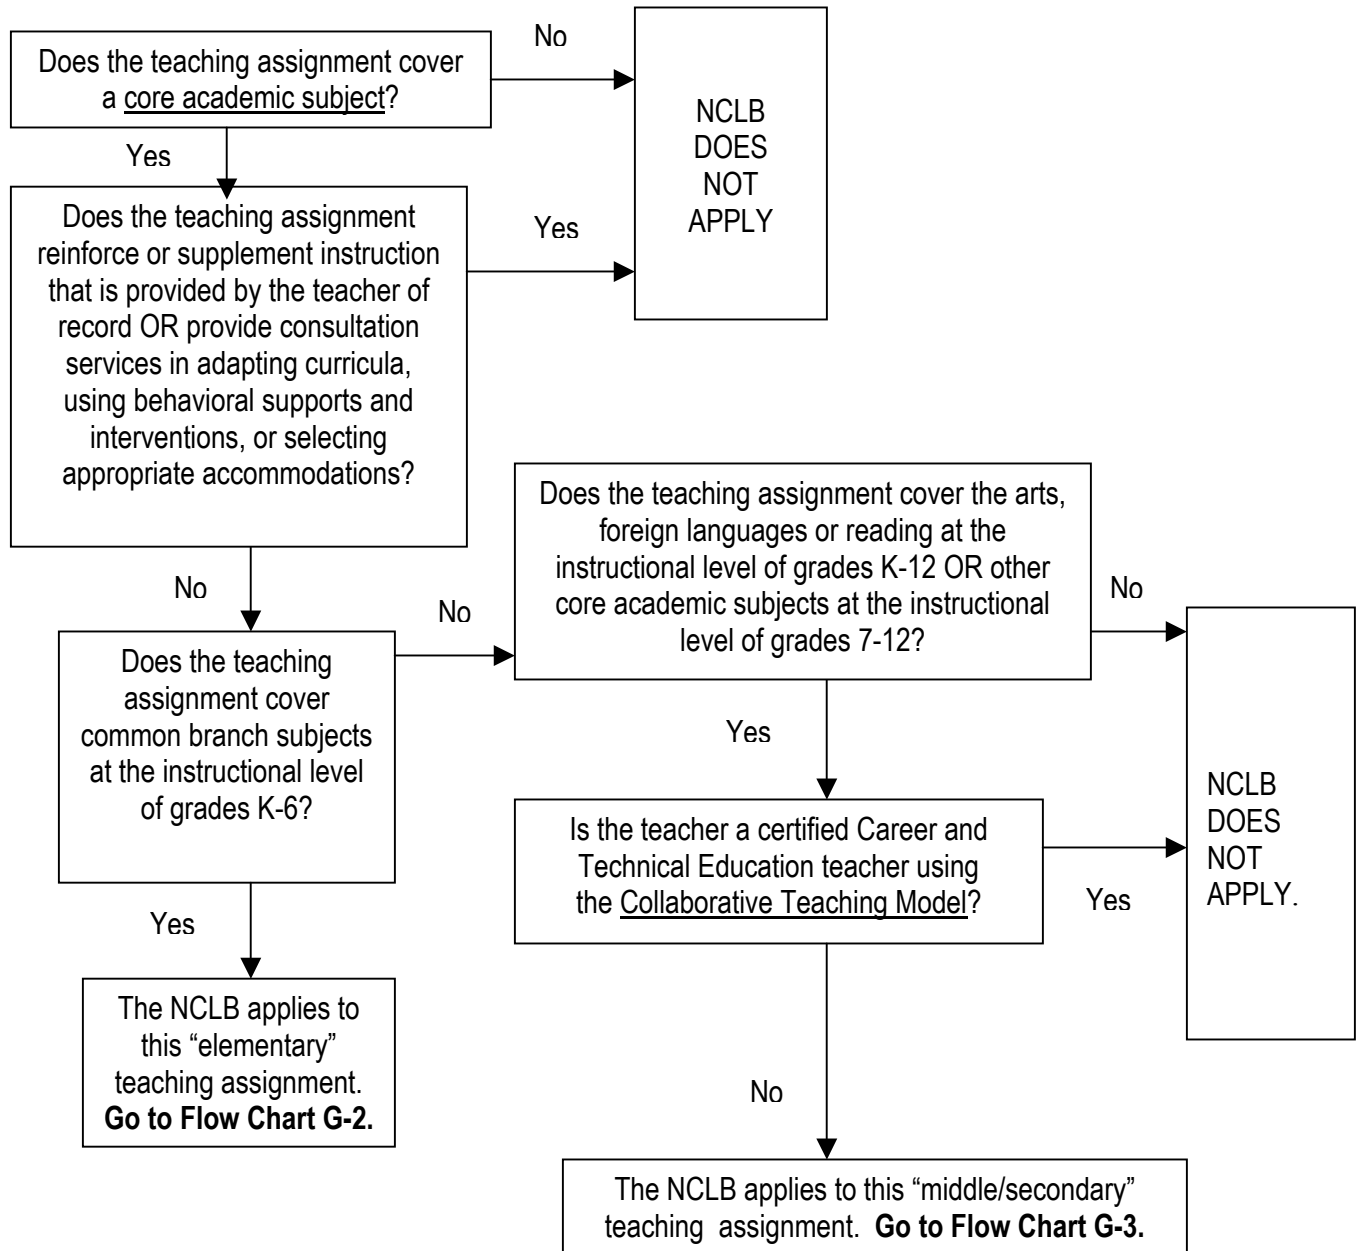 Does the teaching assignment cover
a core academic subject?
No
NCLB
DOES
NOT
APPLY
Yes
Does the teaching assignment
reinforce or supplement instruction
that is provided by the teacher of
record OR provide consultation
services in adapting curricula,
using behavioral supports and
interventions, or selecting
appropriate accommodations?
Yes
No
Does the teaching
assignment cover
common branch subjects
at the instructional level
of grades K-6?
No
Does the teaching assignment cover the arts,
foreign languages or reading at the
instructional level of grades K-12 OR other
core academic subjects at the instructional
level of grades 7-12?
No
Yes
Is the teacher a certified Career and
Technical Education teacher using
the Collaborative Teaching Model?
Yes
NCLB
DOES
NOT
APPLY.
Yes
The NCLB applies to
this “elementary”
teaching assignment.
Go to Flow Chart G-2.
No
The NCLB applies to this “middle/secondary”
teaching assignment. Go to Flow Chart G-3.